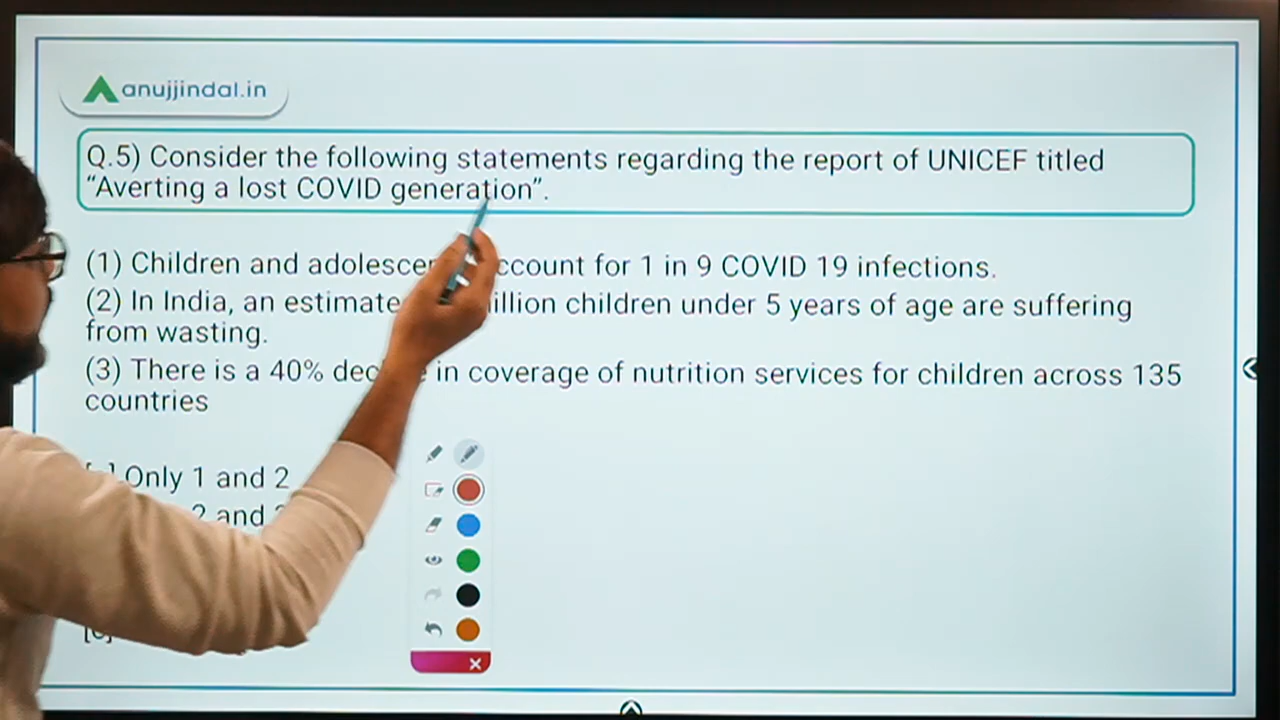 anujjindal.in
Q.5) Consider the following statements regarding the report of UNICEF titled
“Averting a lost COVID generation”.
(1) Children and adolescen ccount for 1 in 9 COVID 19 infections.
(2) In India, an estimate illion children under 5 years of age are suffering
from wasting.
(3) There is a 40% dec e in coverage of nutrition services for children across 135
countries
Only 1 and 2
2 and